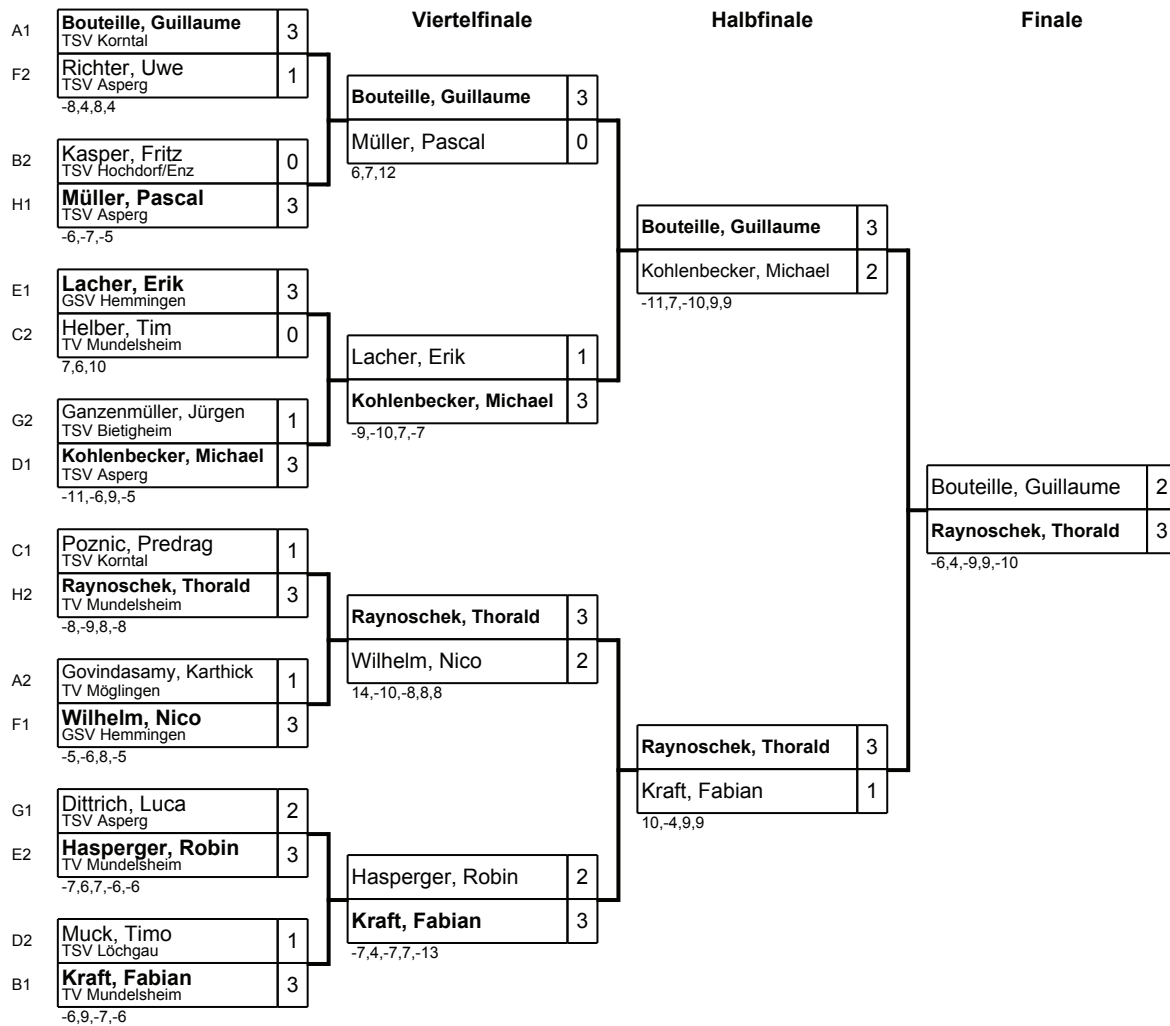 Viertelfinale
Halbfinale
Finale
A1
Bouteille, Guillaume
3
TSV Korntal
F2
Richter, Uwe
1
TSV Asperg
-8,4,8,4
B2
Kasper, Fritz
0
TSV Hochdorf/Enz
H1
Müller, Pascal
3
TSV Asperg
-6,-7,-5
E1
Lacher, Erik
3
GSV Hemmingen
C2
Helber, Tim
0
TV Mundelsheim
7,6,10
G2
Ganzenmüller, Jürgen
1
TSV Bietigheim
D1
Kohlenbecker, Michael
3
TSV Asperg
-11,-6,9,-5
C1
Poznic, Predrag
1
TSV Korntal
H2
Raynoschek, Thorald
3
TV Mundelsheim
-8,-9,8,-8
A2
Govindasamy, Karthick
1
TV Möglingen
F1
Wilhelm, Nico
3
GSV Hemmingen
-5,-6,8,-5
G1
Dittrich, Luca
2
TSV Asperg
E2
Hasperger, Robin
3
TV Mundelsheim
-7,6,7,-6,-6
D2
Muck, Timo
1
TSV Löchgau
B1
Kraft, Fabian
3
TV Mundelsheim
-6,9,-7,-6
Bouteille, Guillaume
3
Müller, Pascal
0
6,7,12
Lacher, Erik
1
Kohlenbecker, Michael
3
-9,-10,7,-7
Raynoschek, Thorald
3
Wilhelm, Nico
2
14,-10,-8,8,8
Hasperger, Robin
2
Kraft, Fabian
3
-7,4,-7,7,-13
Bouteille, Guillaume
3
Kohlenbecker, Michael
2
-11,7,-10,9,9
Raynoschek, Thorald
3
Kraft, Fabian
1
10,-4,9,9
Bouteille, Guillaume
2
Raynoschek, Thorald
3
-6,4,-9,9,-10